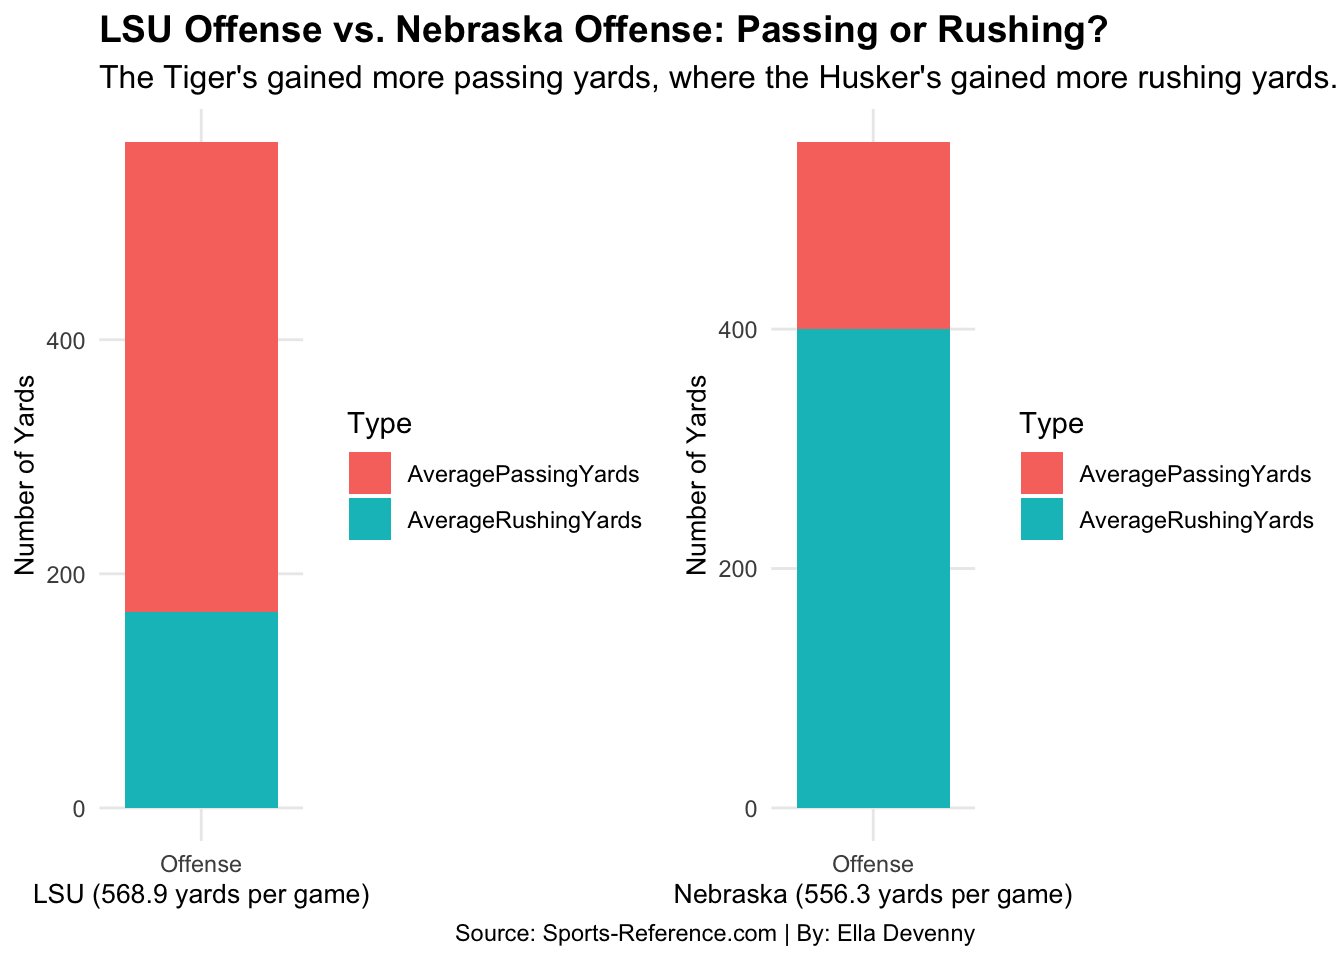 LSU Offense vs. Nebraska Offense: Passing or Rushing?
The Tiger's gained more passing yards, where the Husker's gained more rushing yards.
Number of Yards
400
200
0
Offense
LSU (568.9 yards per game)
Type
AveragePassingYards
AverageRushingYards
Number of Yards
400
200
0
Offense
Nebraska (556.3 yards per game)
Type
AveragePassingYards
AverageRushingYards
Source: Sports-Reference.com | By: Ella Devenny